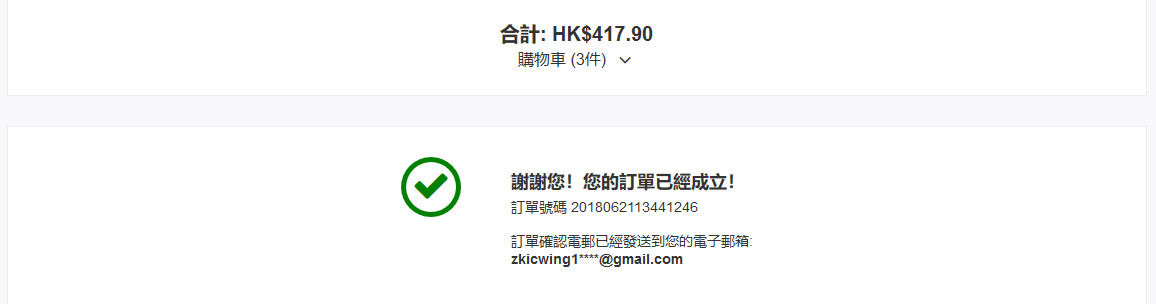 合計: HK$417.90
購物車 (3件)
謝謝您！您的訂單已經成立！
訂單號碼 2018062113441246
訂單確認電郵已經發送到您的電子郵箱:
zkicwing1****@gmail.com